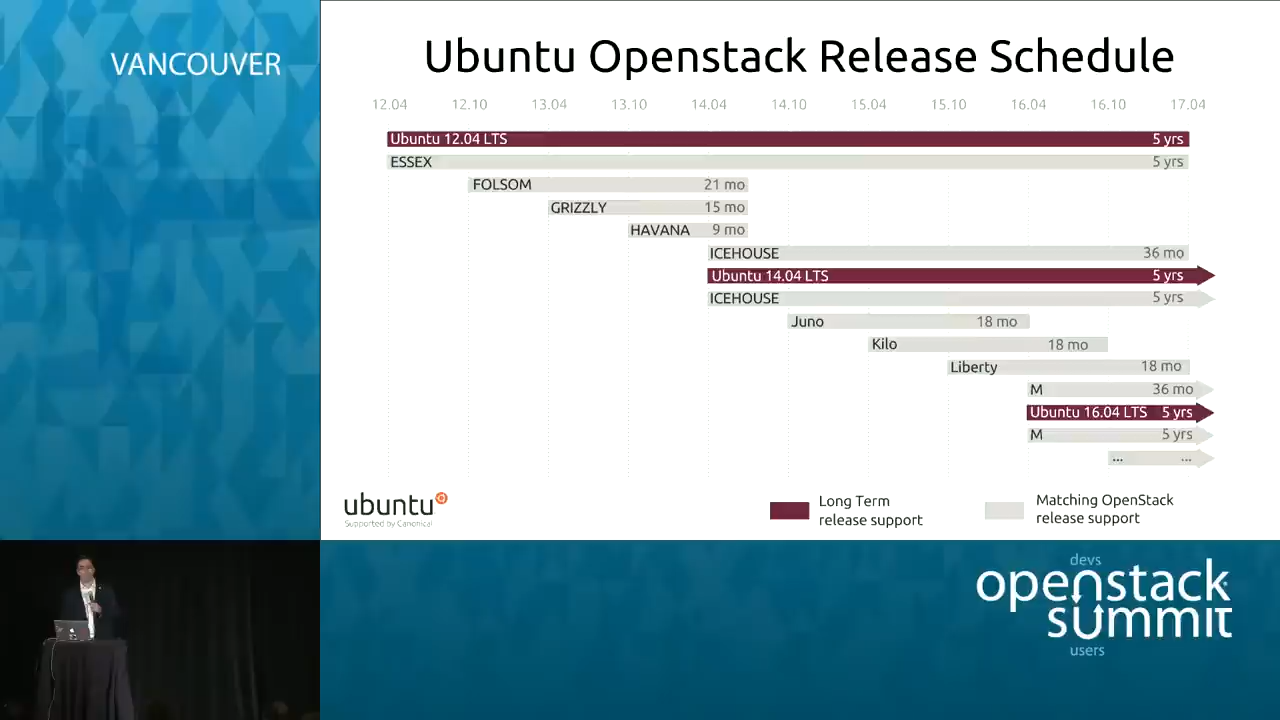 VANCOUVER
Ubuntu Openstack Release Schedule
12.04 12.10 13.04 13.10 14.04 14.10 15.04 15.10 16.04 16.10 17.04
Ubuntu 12.04 LTS 5 yrs
ESSEX 5 yrs
FOLSOM 21 mo
GRIZZLY 15 mo
HAVANA 9 mo
ICEHOUSE 36 mo
Ubuntu 14.04 LTS 5 yrs
ICEHOUSE 5 yrs
Juno 18 mo
Kilo 18 mo
Liberty 18 mo
M 36 mo
Ubuntu 16.04 LTS 5 yrs
M 5 yrs
... ...
ubuntu
Supported by Canonical
Long Term
release support
Matching OpenStack
release support
devs
openstack
summit
users